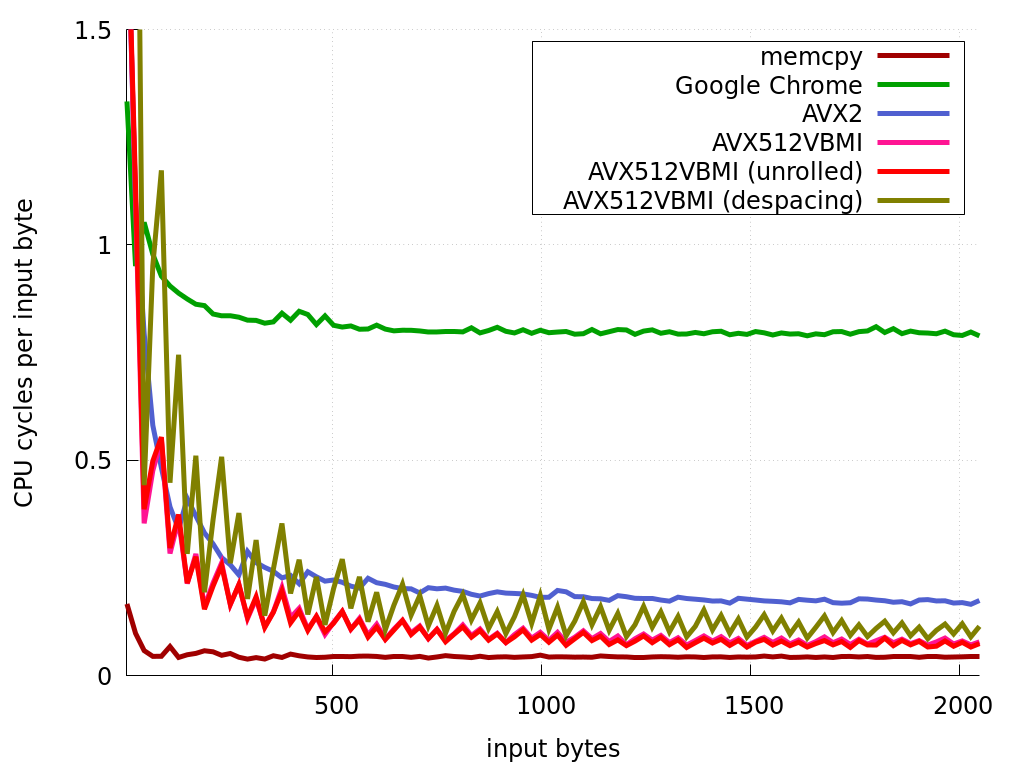 1.5
1
0.5
0
CPU cycles per input byte
memcpy
Google Chrome
AVX2
AVX512VBMI
AVX512VBMI (unrolled)
AVX512VBMI (despacing)
500 1000 1500 2000
input bytes